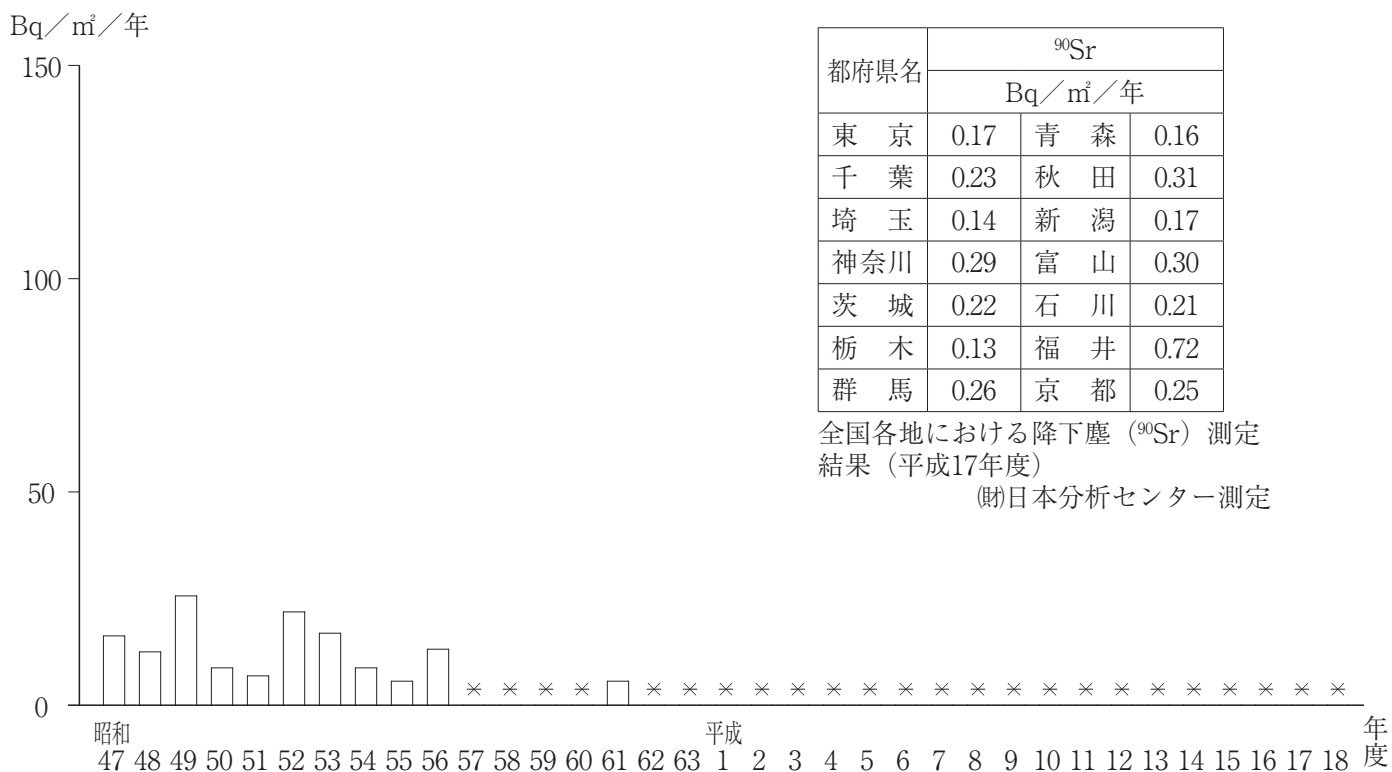 Bq／㎡／年
150
100
50
0
都府県名 ⁹⁰Sr
Bq／㎡／年
東京 0.17 青森 0.16
千葉 0.23 秋田 0.31
埼玉 0.14 新潟 0.17
神奈川 0.29 富山 0.30
茨城 0.22 石川 0.21
栃木 0.13 福井 0.72
群馬 0.26 京都 0.25
全国各地における降下塵（⁹⁰Sr）測定
結果（平成17年度）
㈶日本分析センター測定
＊ ＊ ＊ ＊ ＊ ＊ ＊ ＊ ＊ ＊ ＊ ＊ ＊ ＊ ＊ ＊ ＊ ＊ ＊ ＊ ＊ ＊ ＊ ＊
昭和 平成 年度
47 48 49 50 51 52 53 54 55 56 57 58 59 60 61 62 63 1 2 3 4 5 6 7 8 9 10 11 12 13 14 15 16 17 18